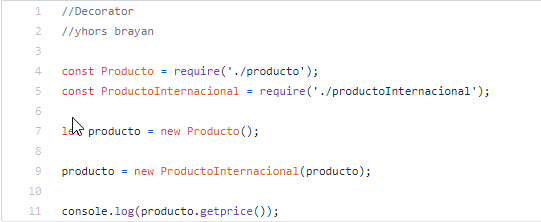 1 //Decorator
2 //yhors brayan
3
4 const Producto = require('./producto');
5 const ProductoInternacional = require('./productoInternacional');
6
7 let producto = new Producto();
8
9 producto = new ProductoInternacional(producto);
10
11 console.log(producto.getprice());